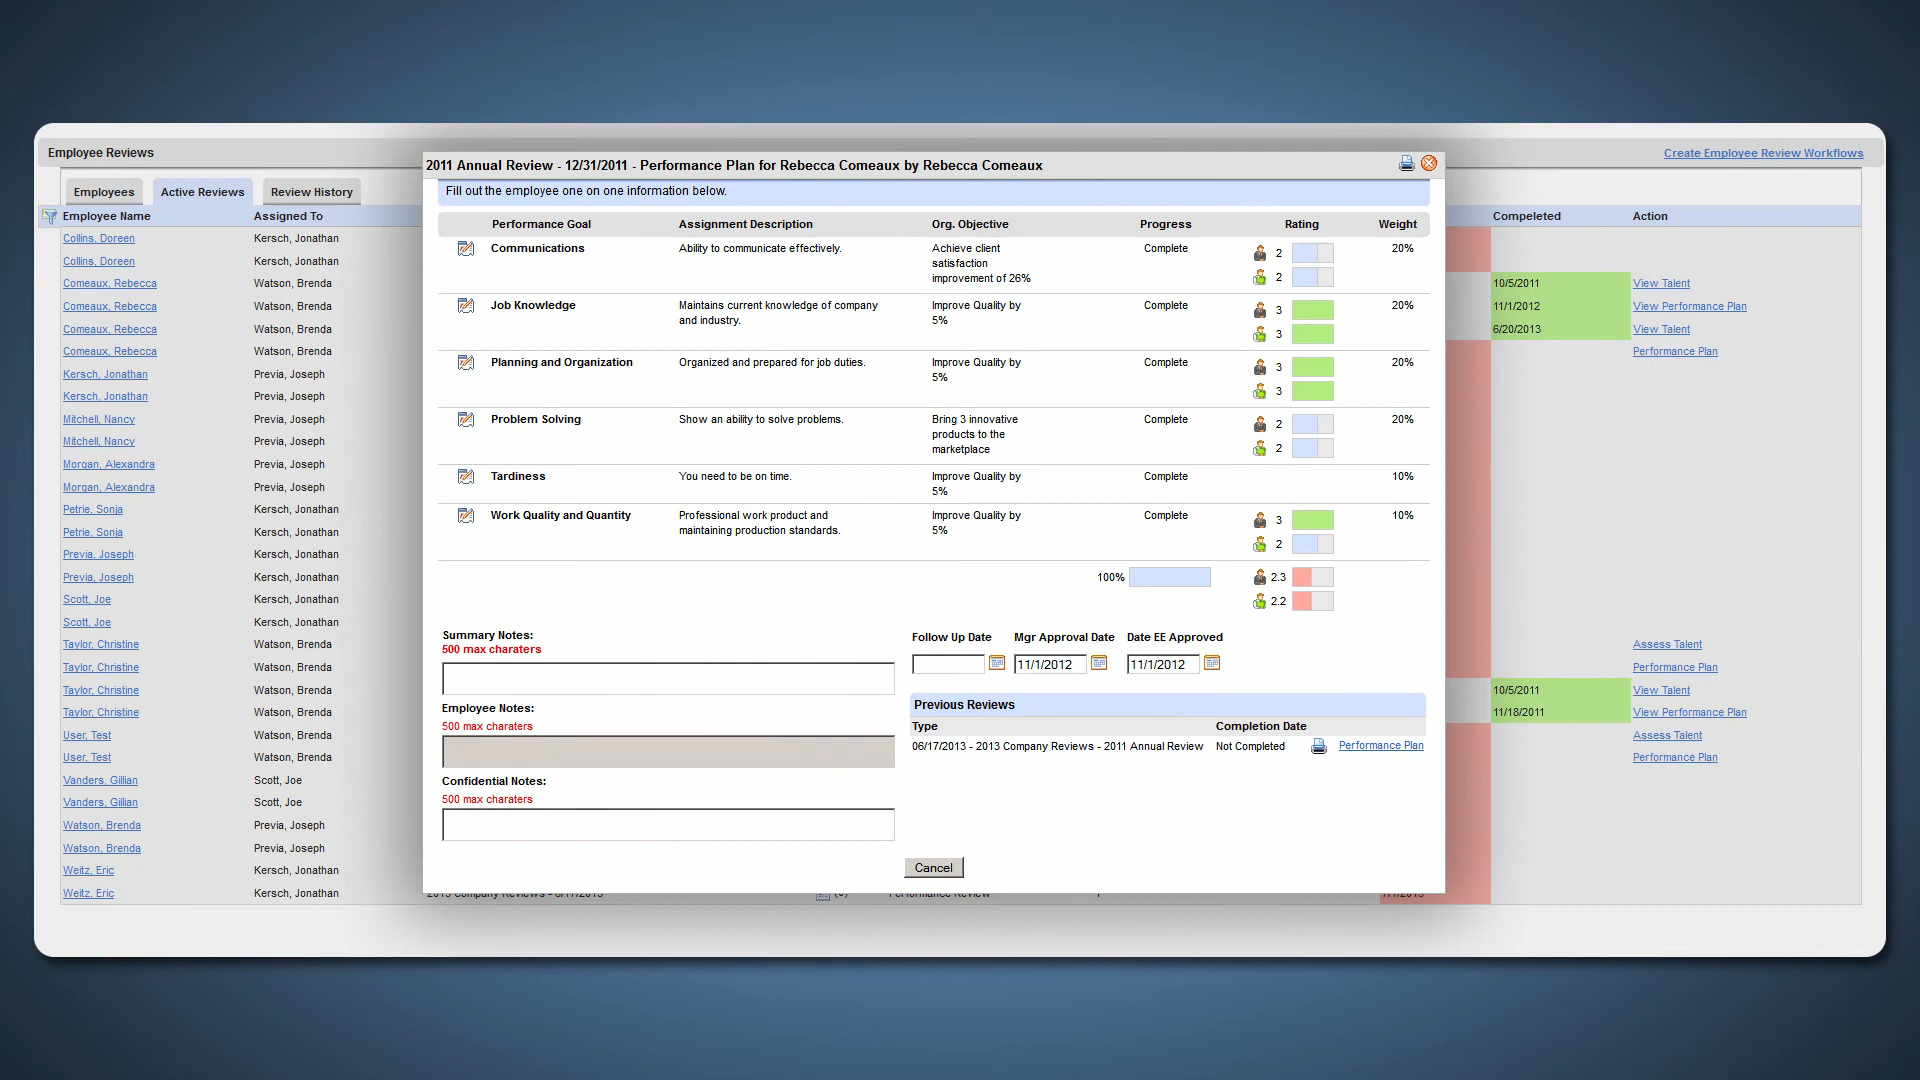 Employee Reviews
Create Employee Review Workflows
Employees
Active Reviews
Review History
Employee Name Assigned To Compeleted Action
Collins, Doreen Kersch, Jonathan
Collins, Doreen Kersch, Jonathan
Comeaux, Rebecca Watson, Brenda 10/5/2011 View Talent
Comeaux, Rebecca Watson, Brenda 11/1/2012 View Performance Plan
Comeaux, Rebecca Watson, Brenda 6/20/2013 View Talent
Comeaux, Rebecca Watson, Brenda Performance Plan
Kersch, Jonathan Previa, Joseph
Kersch, Jonathan Previa, Joseph
Mitchell, Nancy Previa, Joseph
Mitchell, Nancy Previa, Joseph
Morgan, Alexandra Previa, Joseph
Morgan, Alexandra Previa, Joseph
Petrie, Sonja Kersch, Jonathan
Petrie, Sonja Kersch, Jonathan
Previa, Joseph Kersch, Jonathan
Previa, Joseph Kersch, Jonathan
Scott, Joe Kersch, Jonathan
Scott, Joe Kersch, Jonathan
Taylor, Christine Watson, Brenda Assess Talent
Taylor, Christine Watson, Brenda Performance Plan
Taylor, Christine Watson, Brenda 10/5/2011 View Talent
Taylor, Christine Watson, Brenda 11/18/2011 View Performance Plan
User, Test Watson, Brenda Assess Talent
User, Test Watson, Brenda Performance Plan
Vanders, Gillian Scott, Joe
Vanders, Gillian Scott, Joe
Watson, Brenda Previa, Joseph
Watson, Brenda Previa, Joseph
Weitz, Eric Kersch, Jonathan
Weitz, Eric Kersch, Jonathan
2011 Annual Review - 12/31/2011 - Performance Plan for Rebecca Comeaux by Rebecca Comeaux
Fill out the employee one on one information below.
Performance Goal Assignment Description Org. Objective Progress Rating Weight
Communications Ability to communicate effectively. Achieve client Complete 2 20%
satisfaction
improvement of 26% 2
Job Knowledge Maintains current knowledge of company Improve Quality by Complete 3 20%
and industry. 5%
3
Planning and Organization Organized and prepared for job duties. Improve Quality by Complete 3 20%
5%
3
Problem Solving Show an ability to solve problems. Bring 3 innovative Complete 2 20%
products to the
marketplace 2
Tardiness You need to be on time. Improve Quality by Complete 10%
5%
Work Quality and Quantity Professional work product and Improve Quality by Complete 3 10%
maintaining production standards. 5%
2
100% 2.3
2.2
Summary Notes:
500 max charaters
Employee Notes:
500 max charaters
Confidential Notes:
500 max charaters
Follow Up Date Mgr Approval Date Date EE Approved
11/1/2012 11/1/2012
Previous Reviews
Type Completion Date
06/17/2013 - 2013 Company Reviews - 2011 Annual Review Not Completed Performance Plan
Cancel